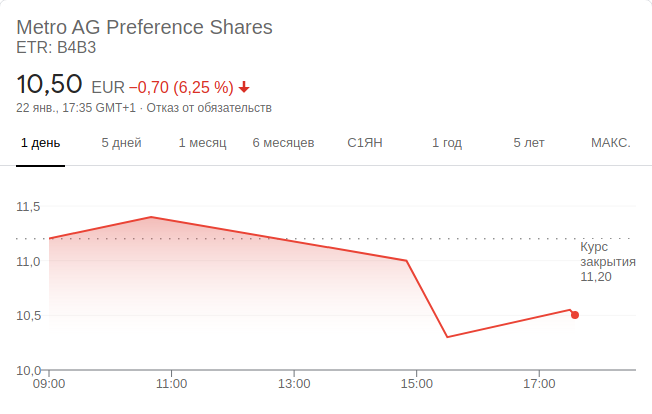 Metro AG Preference Shares
ETR: B4B3
10,50 EUR −0,70 (6,25 %)
22 янв., 17:35 GMT+1 · Отказ от обязательств
1 день 5 дней 1 месяц 6 месяцев С1ЯН 1 год 5 лет МАКС.
11,5
Курс
закрытия
11,20
11,0
10,5
10,0
09:00 11:00 13:00 15:00 17:00